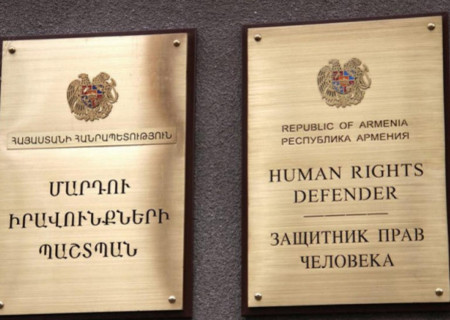 ՀԱՅԱՍՏԱՆԻ ՀԱՆՐԱՊԵՏՈՒԹՅՈՒՆ
ՄԱՐԴՈՒ
ԻՐԱՎՈՒՆՔՆԵՐԻ
ՊԱՇՏՊԱՆ
REPUBLIC OF ARMENIA
РЕСПУБЛИКА АРМЕНИЯ
HUMAN RIGHTS
DEFENDER
ЗАЩИТНИК ПРАВ
ЧЕЛОВЕКА